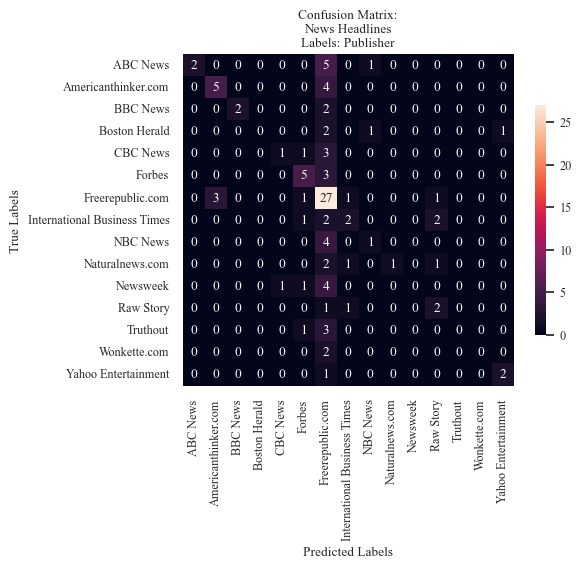 Confusion Matrix:
News Headlines
Labels: Publisher
ABC News 2 0 0 0 0 0 5 0 1 0 0 0 0 0 0
Americanthinker.com 0 5 0 0 0 0 4 0 0 0 0 0 0 0 0
BBC News 0 0 2 0 0 0 2 0 0 0 0 0 0 0 0
Boston Herald 0 0 0 0 0 0 2 0 1 0 0 0 0 0 1
CBC News 0 0 0 0 1 1 3 0 0 0 0 0 0 0 0
Forbes 0 0 0 0 0 5 3 0 0 0 0 0 0 0 0
Freerepublic.com 0 3 0 0 0 1 27 1 0 0 0 1 0 0 0
International Business Times 0 0 0 0 0 1 2 2 0 0 0 2 0 0 0
NBC News 0 0 0 0 0 0 4 0 1 0 0 0 0 0 0
Naturalnews.com 0 0 0 0 0 0 2 1 0 1 0 1 0 0 0
Newsweek 0 0 0 0 1 1 4 0 0 0 0 0 0 0 0
Raw Story 0 0 0 0 0 0 1 1 0 0 0 2 0 0 0
Truthout 0 0 0 0 0 1 3 0 0 0 0 0 0 0 0
Wonkette.com 0 0 0 0 0 0 2 0 0 0 0 0 0 0 0
Yahoo Entertainment 0 0 0 0 0 0 1 0 0 0 0 0 0 0 2
True Labels
ABC News
Americanthinker.com
BBC News
Boston Herald
CBC News
Forbes
Freerepublic.com
International Business Times
NBC News
Naturalnews.com
Newsweek
Raw Story
Truthout
Wonkette.com
Yahoo Entertainment
Predicted Labels
25
20
15
10
5
0